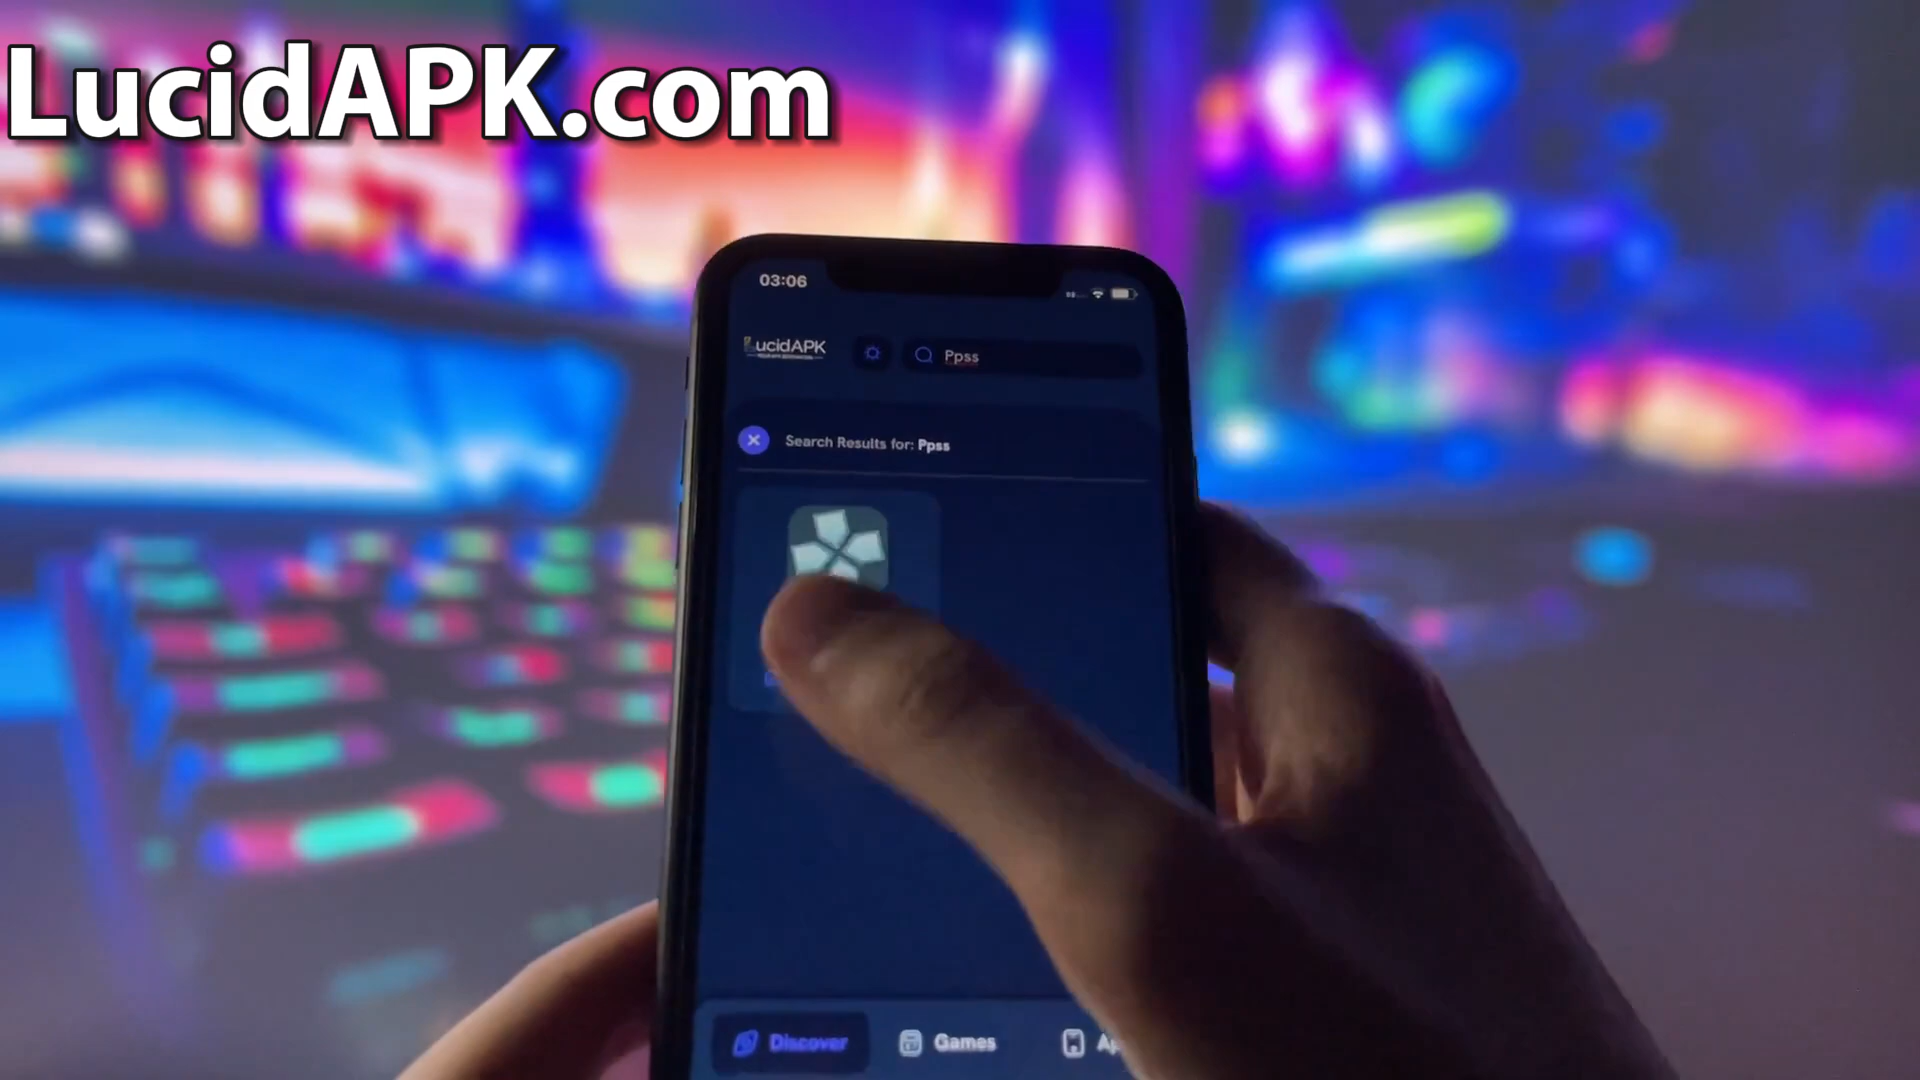 LucidAPK.com
03:06
LucidAPK
Ppss
Search Results for: Ppss
Discover
Games